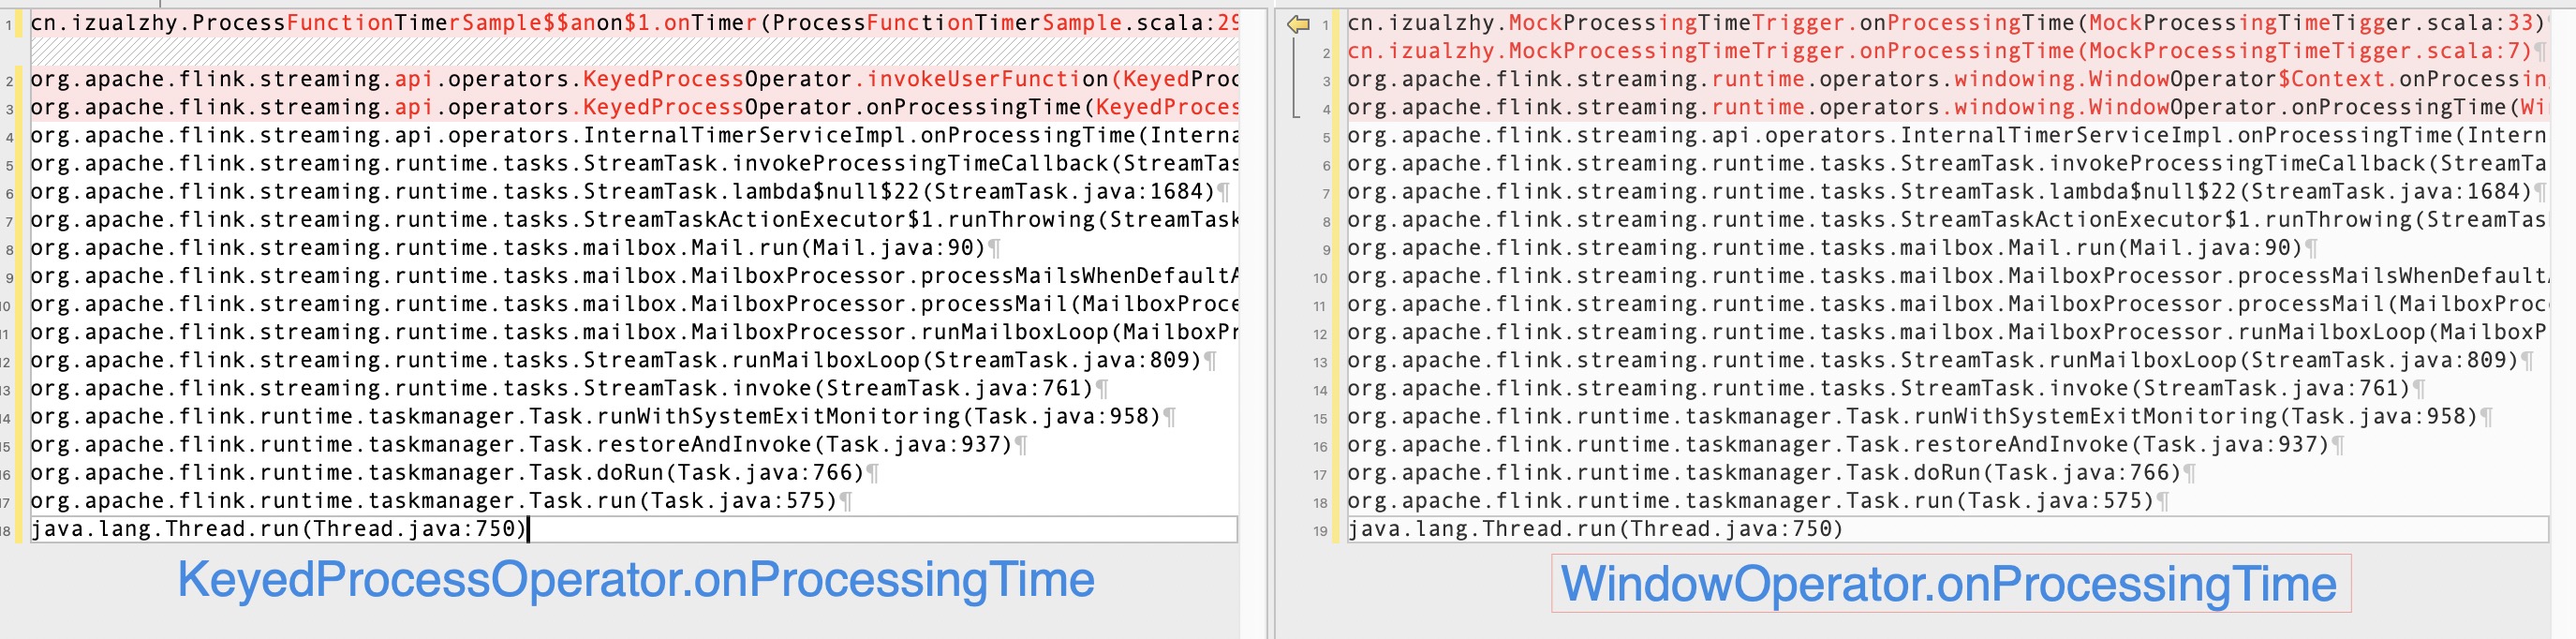 1 cn.izualzhy.ProcessFunctionTimerSample$$anon$1.onTimer(ProcessFunctionTimerSample.scala:29
2 org.apache.flink.streaming.api.operators.KeyedProcessOperator.invokeUserFunction(KeyedProc
3 org.apache.flink.streaming.api.operators.KeyedProcessOperator.onProcessingTime(KeyedProces
4 org.apache.flink.streaming.api.operators.InternalTimerServiceImpl.onProcessingTime(Interna
5 org.apache.flink.streaming.runtime.tasks.StreamTask.invokeProcessingTimeCallback(StreamTas
6 org.apache.flink.streaming.runtime.tasks.StreamTask.lambda$null$22(StreamTask.java:1684)¶
7 org.apache.flink.streaming.runtime.tasks.StreamTaskActionExecutor$1.runThrowing(StreamTask
8 org.apache.flink.streaming.runtime.tasks.mailbox.Mail.run(Mail.java:90)¶
9 org.apache.flink.streaming.runtime.tasks.mailbox.MailboxProcessor.processMailsWhenDefaultA
10 org.apache.flink.streaming.runtime.tasks.mailbox.MailboxProcessor.processMail(MailboxProce
11 org.apache.flink.streaming.runtime.tasks.mailbox.MailboxProcessor.runMailboxLoop(MailboxPr
12 org.apache.flink.streaming.runtime.tasks.StreamTask.runMailboxLoop(StreamTask.java:809)¶
13 org.apache.flink.streaming.runtime.tasks.StreamTask.invoke(StreamTask.java:761)¶
14 org.apache.flink.runtime.taskmanager.Task.runWithSystemExitMonitoring(Task.java:958)¶
15 org.apache.flink.runtime.taskmanager.Task.restoreAndInvoke(Task.java:937)¶
16 org.apache.flink.runtime.taskmanager.Task.doRun(Task.java:766)¶
17 org.apache.flink.runtime.taskmanager.Task.run(Task.java:575)¶
18 java.lang.Thread.run(Thread.java:750)
KeyedProcessOperator.onProcessingTime
1 cn.izualzhy.MockProcessingTimeTrigger.onProcessingTime(MockProcessingTimeTigger.scala:33)
2 cn.izualzhy.MockProcessingTimeTrigger.onProcessingTime(MockProcessingTimeTigger.scala:7)¶
3 org.apache.flink.streaming.runtime.operators.windowing.WindowOperator$Context.onProcessin
4 org.apache.flink.streaming.runtime.operators.windowing.WindowOperator.onProcessingTime(Wi
5 org.apache.flink.streaming.api.operators.InternalTimerServiceImpl.onProcessingTime(Intern
6 org.apache.flink.streaming.runtime.tasks.StreamTask.invokeProcessingTimeCallback(StreamTa
7 org.apache.flink.streaming.runtime.tasks.StreamTask.lambda$null$22(StreamTask.java:1684)¶
8 org.apache.flink.streaming.runtime.tasks.StreamTaskActionExecutor$1.runThrowing(StreamTas
9 org.apache.flink.streaming.runtime.tasks.mailbox.Mail.run(Mail.java:90)¶
10 org.apache.flink.streaming.runtime.tasks.mailbox.MailboxProcessor.processMailsWhenDefault
11 org.apache.flink.streaming.runtime.tasks.mailbox.MailboxProcessor.processMail(MailboxProc
12 org.apache.flink.streaming.runtime.tasks.mailbox.MailboxProcessor.runMailboxLoop(MailboxP
13 org.apache.flink.streaming.runtime.tasks.StreamTask.runMailboxLoop(StreamTask.java:809)¶
14 org.apache.flink.streaming.runtime.tasks.StreamTask.invoke(StreamTask.java:761)¶
15 org.apache.flink.runtime.taskmanager.Task.runWithSystemExitMonitoring(Task.java:958)¶
16 org.apache.flink.runtime.taskmanager.Task.restoreAndInvoke(Task.java:937)¶
17 org.apache.flink.runtime.taskmanager.Task.doRun(Task.java:766)¶
18 org.apache.flink.runtime.taskmanager.Task.run(Task.java:575)¶
19 java.lang.Thread.run(Thread.java:750)
WindowOperator.onProcessingTime